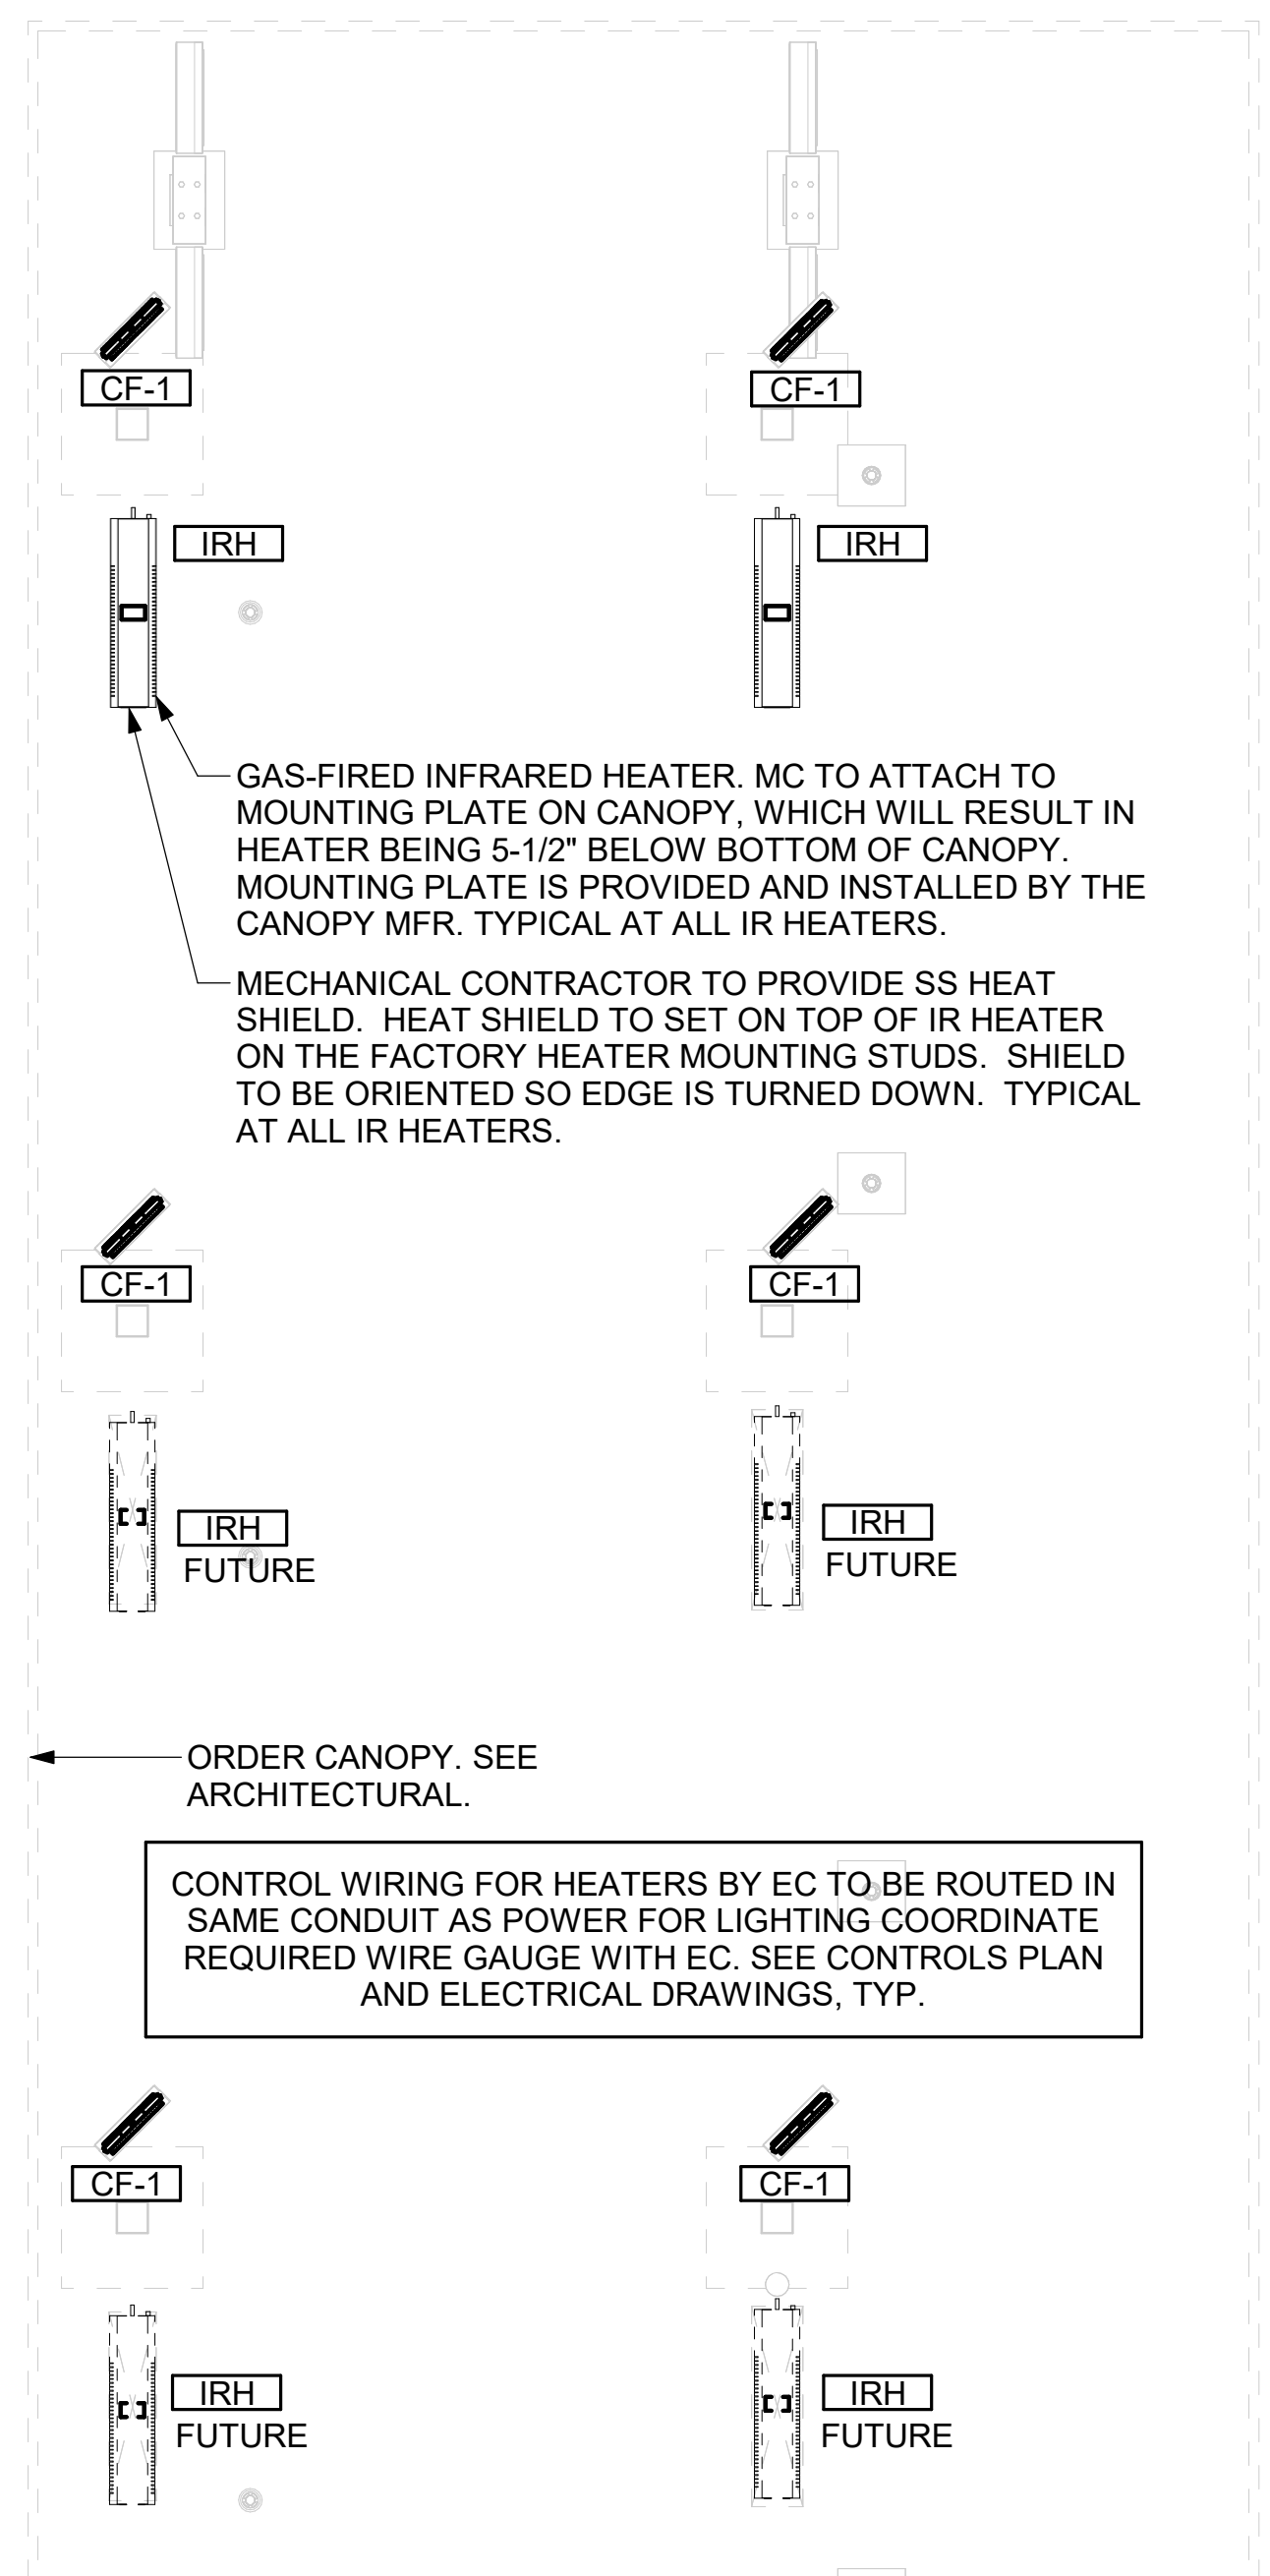 CF-1
CF-1
IRH
IRH
GAS-FIRED INFRARED HEATER. MC TO ATTACH TO
MOUNTING PLATE ON CANOPY, WHICH WILL RESULT IN
HEATER BEING 5-1/2" BELOW BOTTOM OF CANOPY.
MOUNTING PLATE IS PROVIDED AND INSTALLED BY THE
CANOPY MFR. TYPICAL AT ALL IR HEATERS.
MECHANICAL CONTRACTOR TO PROVIDE SS HEAT
SHIELD. HEAT SHIELD TO SET ON TOP OF IR HEATER
ON THE FACTORY HEATER MOUNTING STUDS. SHIELD
TO BE ORIENTED SO EDGE IS TURNED DOWN. TYPICAL
AT ALL IR HEATERS.
CF-1
CF-1
IRH
FUTURE
IRH
FUTURE
ORDER CANOPY. SEE
ARCHITECTURAL.
CONTROL WIRING FOR HEATERS BY EC TO BE ROUTED IN
SAME CONDUIT AS POWER FOR LIGHTING COORDINATE
REQUIRED WIRE GAUGE WITH EC. SEE CONTROLS PLAN
AND ELECTRICAL DRAWINGS, TYP.
CF-1
CF-1
IRH
FUTURE
IRH
FUTURE